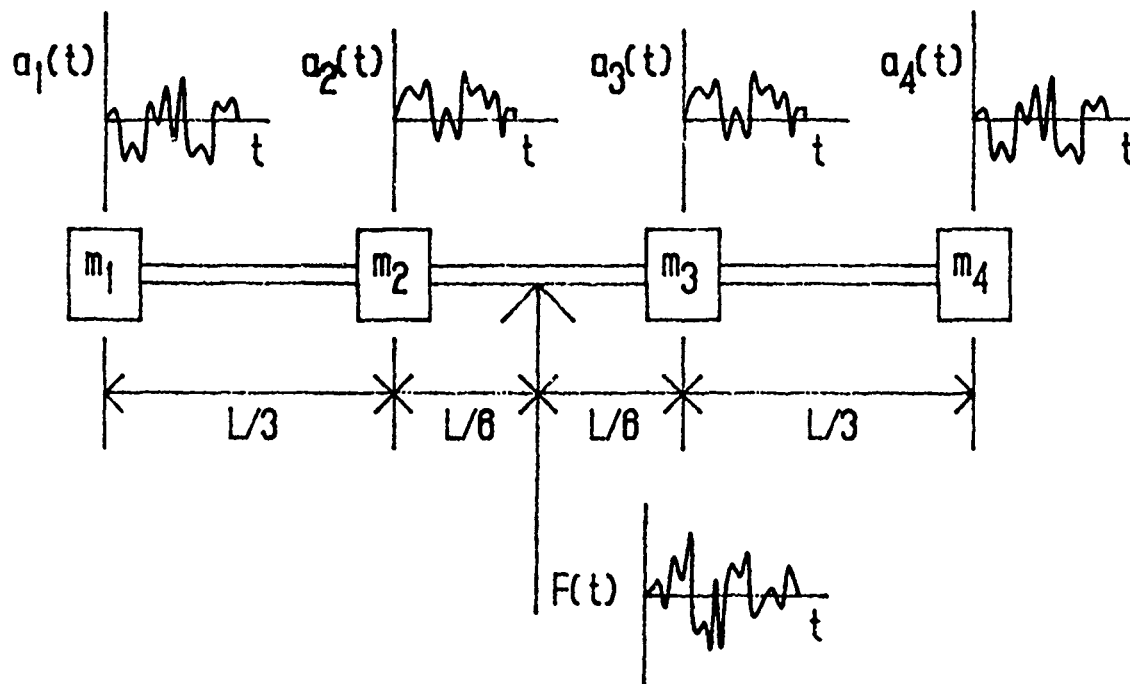 a1(t) a2(t) a3(t) a4(t)
t t t t
m1 m2 m3 m4
L/3 L/6 L/6 L/3
F(t)
t